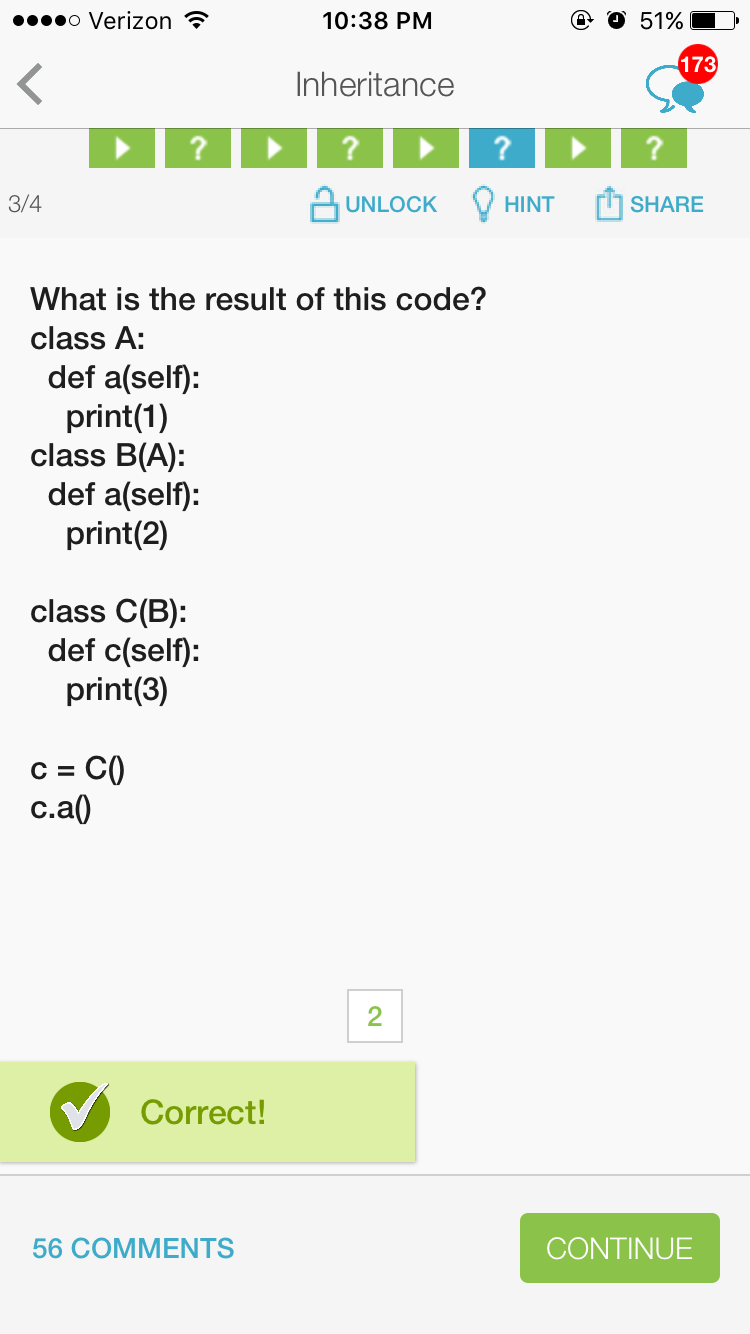 Verizon 10:38 PM 51%
Inheritance 173
? ? ? ?
3/4 UNLOCK HINT SHARE
What is the result of this code?
class A:
  def a(self):
    print(1)
class B(A):
  def a(self):
    print(2)

class C(B):
  def c(self):
    print(3)

c = C()
c.a()
2
Correct!
56 COMMENTS CONTINUE